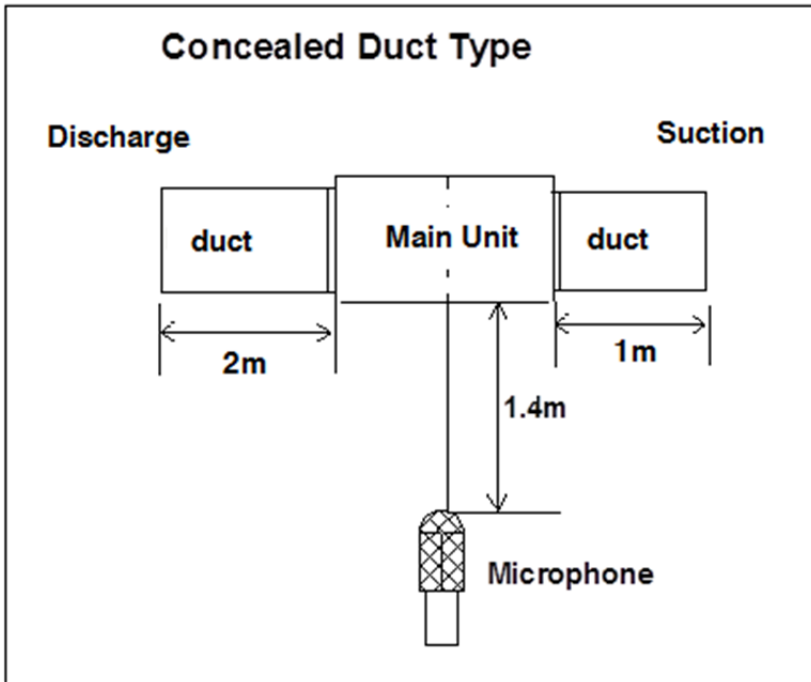 Concealed Duct Type
Discharge
Suction
duct
Main Unit
duct
2m
1m
1.4m
Microphone